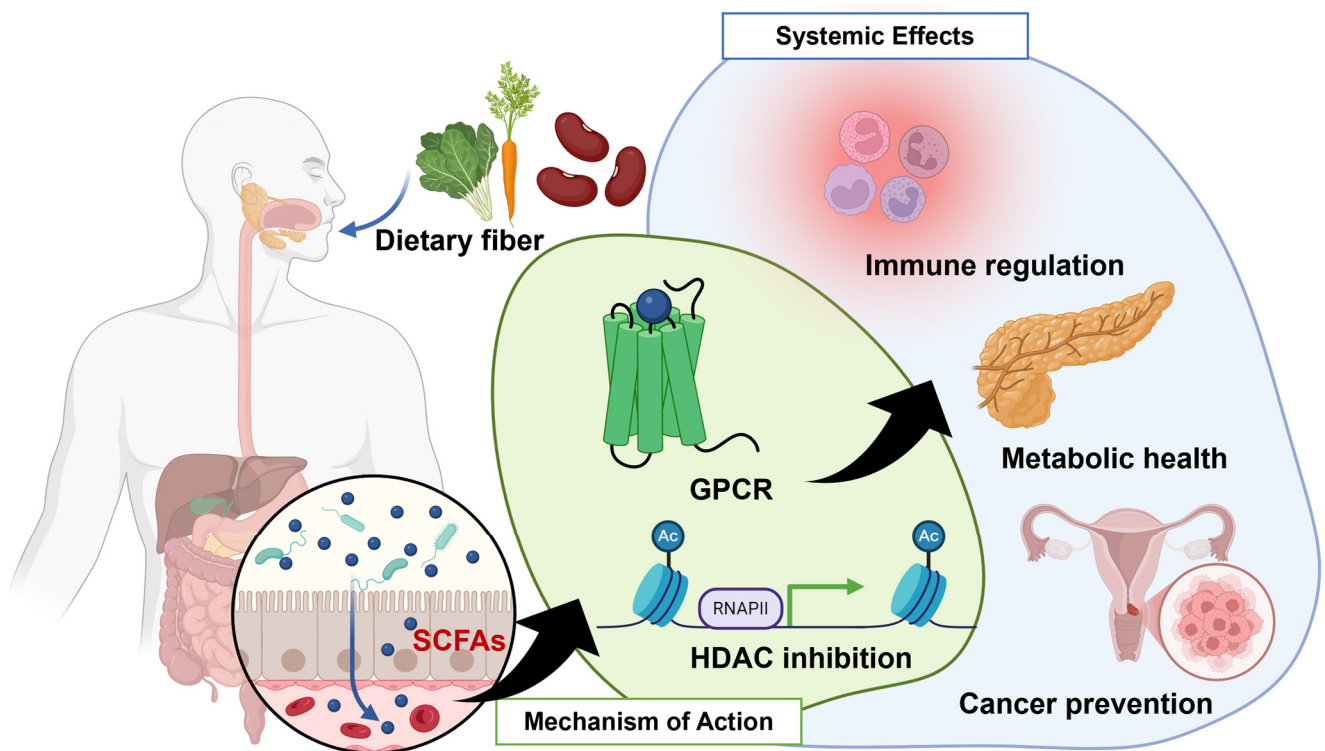 Systemic Effects
Dietary fiber
Immune regulation
GPCR
Metabolic health
Ac
Ac
RNAPII
SCFAs
HDAC inhibition
Cancer prevention
Mechanism of Action